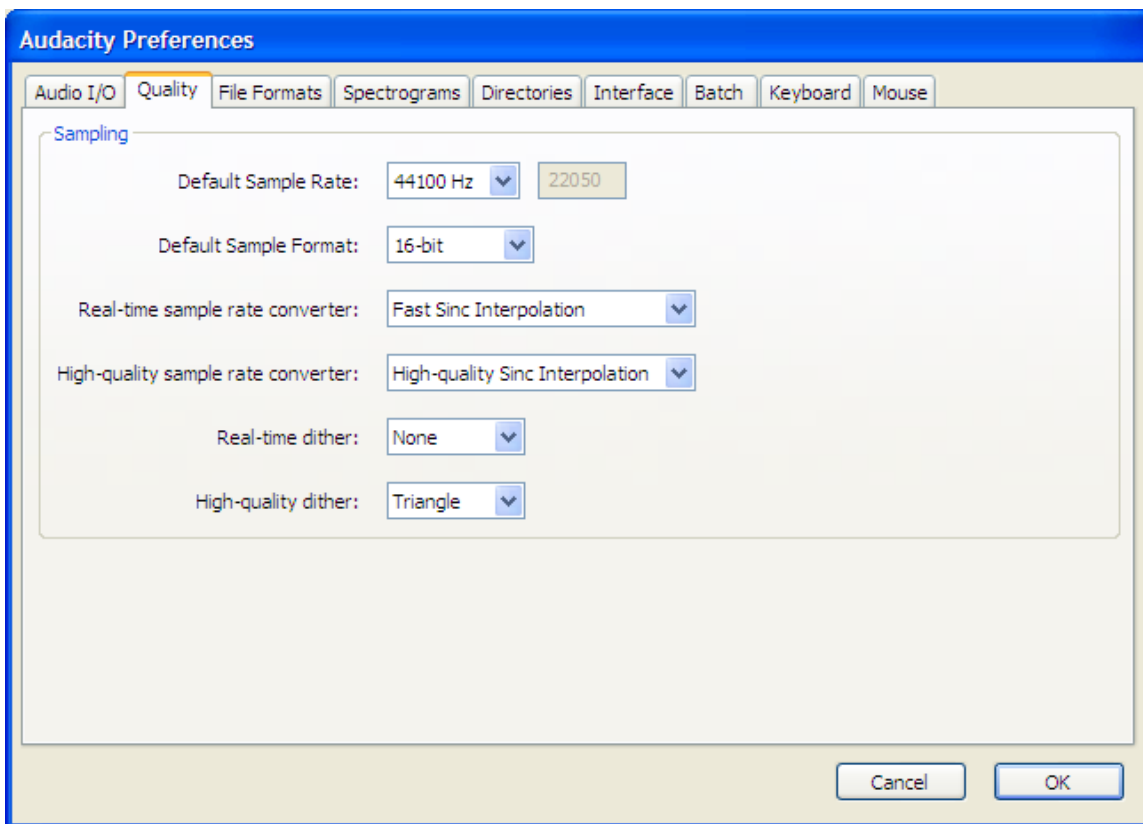 Audacity Preferences
Audio I/O Quality File Formats Spectrograms Directories Interface Batch Keyboard Mouse
Sampling
Default Sample Rate: 44100 Hz 22050
Default Sample Format: 16-bit
Real-time sample rate converter: Fast Sinc Interpolation
High-quality sample rate converter: High-quality Sinc Interpolation
Real-time dither: None
High-quality dither: Triangle
Cancel OK